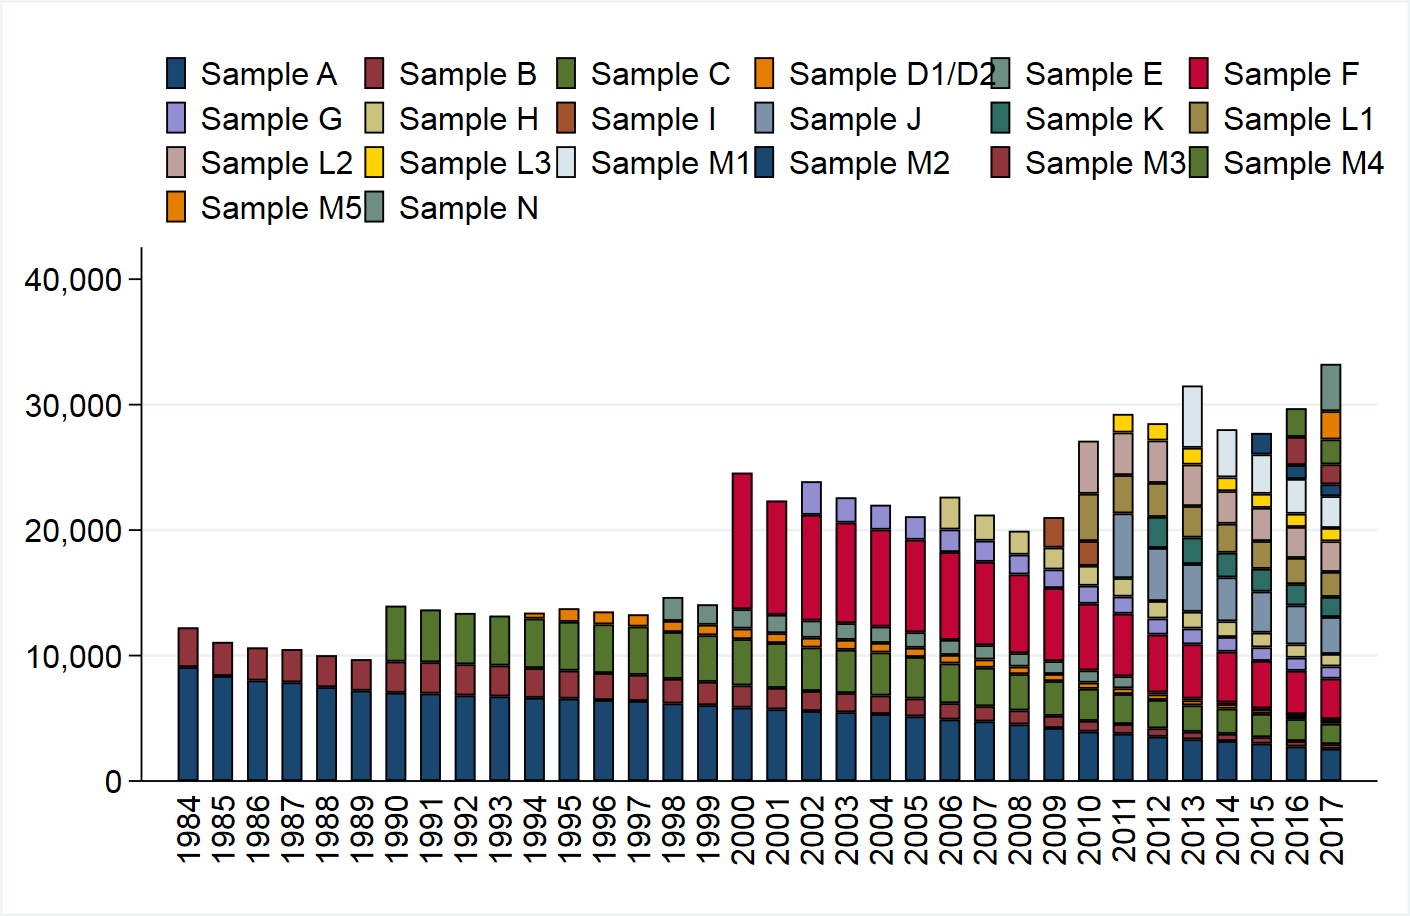 Sample A Sample B Sample C Sample D1/D2 Sample E Sample F
Sample G Sample H Sample I Sample J Sample K Sample L1
Sample L2 Sample L3 Sample M1 Sample M2 Sample M3 Sample M4
Sample M5 Sample N
40,000
30,000
20,000
10,000
0
1984 1985 1986 1987 1988 1989 1990 1991 1992 1993 1994 1995 1996 1997 1998 1999 2000 2001 2002 2003 2004 2005 2006 2007 2008 2009 2010 2011 2012 2013 2014 2015 2016 2017